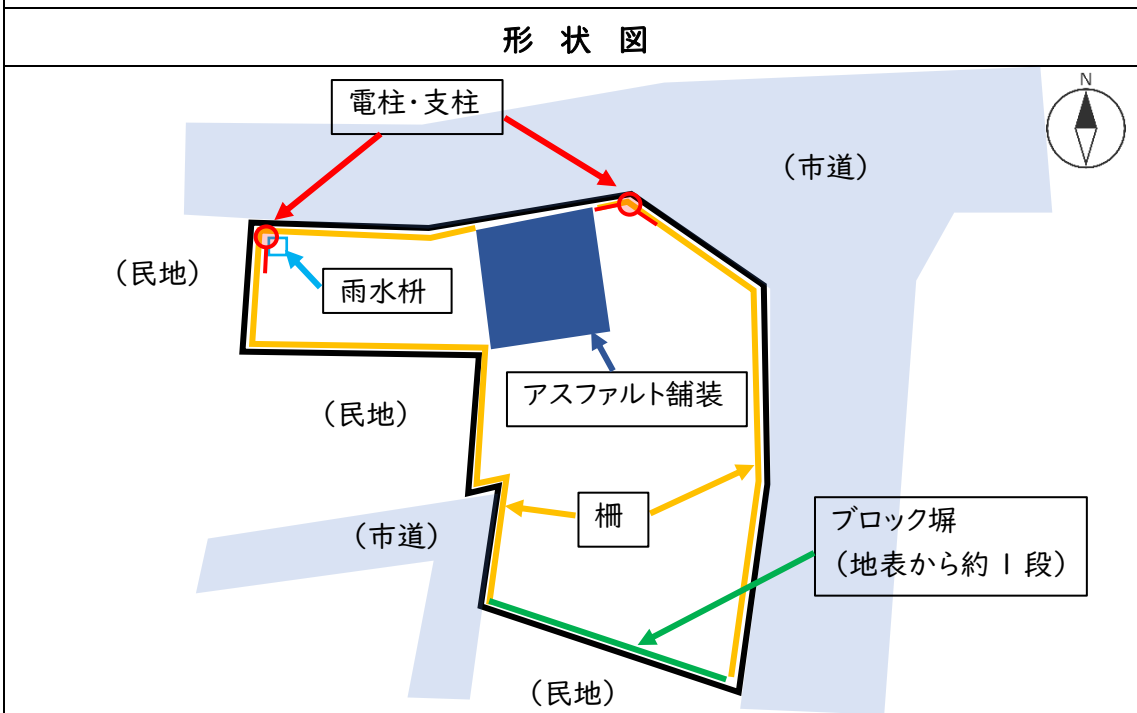 形 状 図
電柱・支柱
N
（市道）
（民地）
雨水枡
アスファルト舗装
（民地）
柵
ブロック塀
（地表から約１段）
（市道）
（民地）